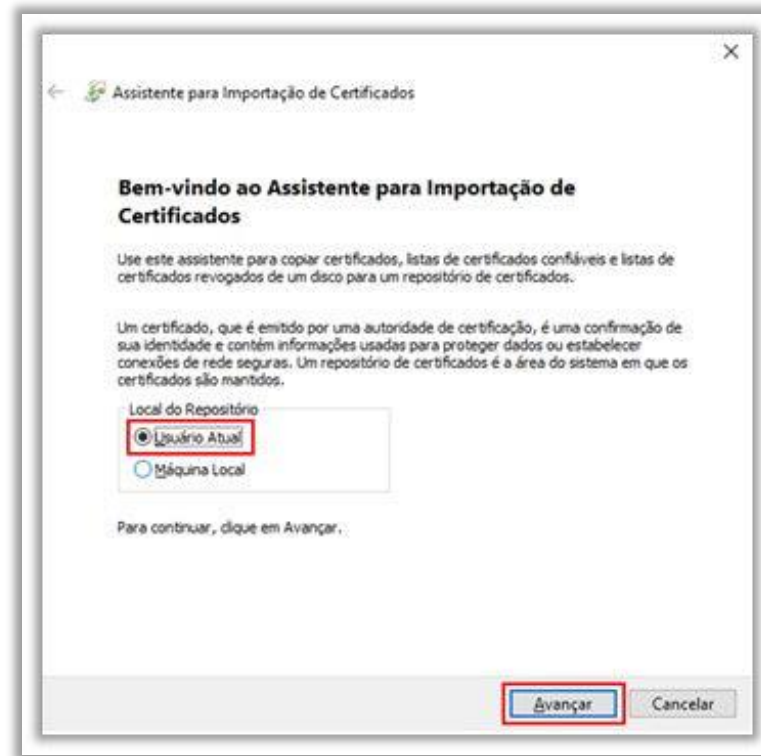 Assistente para Importação de Certificados
Bem-vindo ao Assistente para Importação de
Certificados
Use este assistente para copiar certificados, listas de certificados confiáveis e listas de
certificados revogados de um disco para um repositório de certificados.
Um certificado, que é emitido por uma autoridade de certificação, é uma confirmação de
sua identidade e contém informações usadas para proteger dados ou estabelecer
conexões de rede seguras. Um repositório de certificados é a área do sistema em que os
certificados são mantidos.
Local do Repositório
Usuário Atual
Máquina Local
Para continuar, clique em Avançar.
Avançar Cancelar